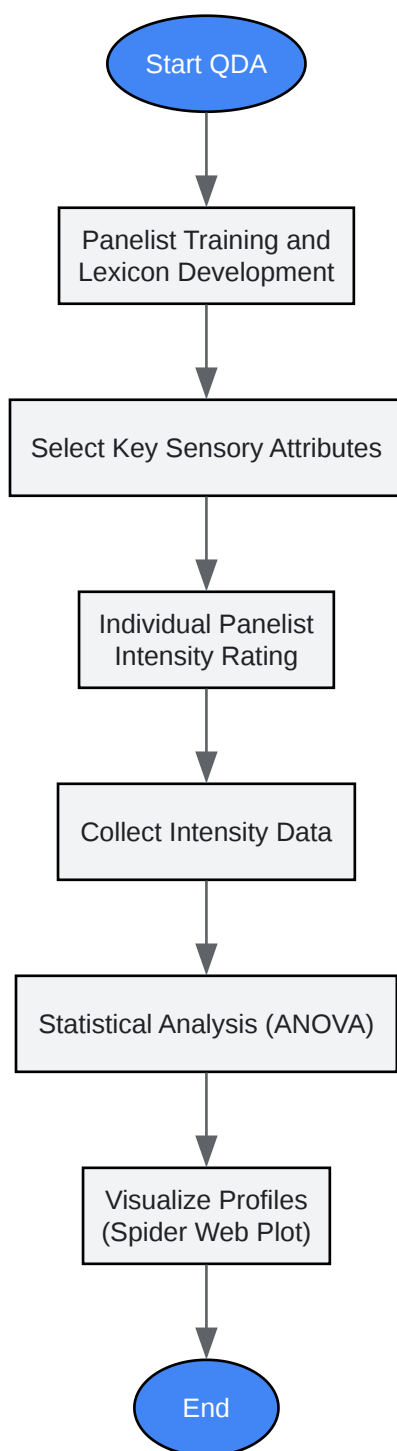 Start QDA
Panelist Training and
Lexicon Development
Select Key Sensory Attributes
Individual Panelist
Intensity Rating
Collect Intensity Data
Statistical Analysis (ANOVA)
Visualize Profiles
(Spider Web Plot)
End